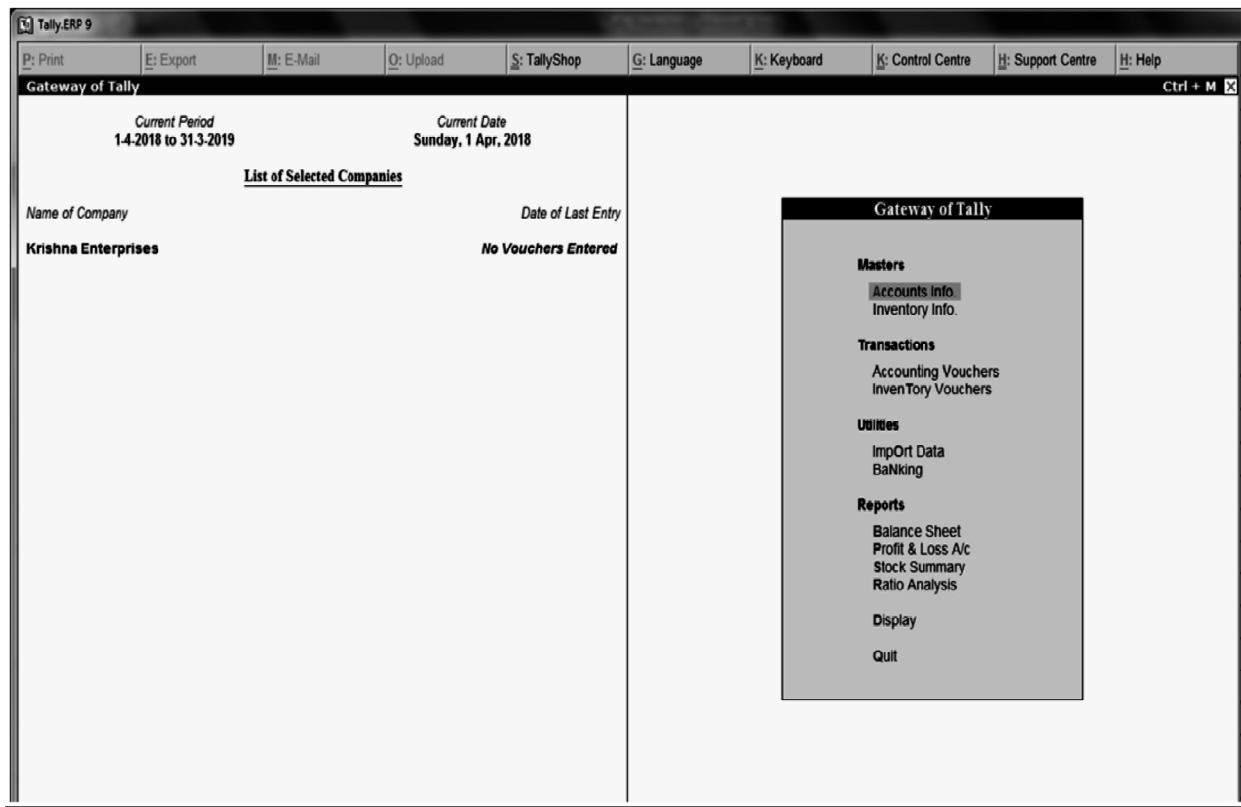 Tally.ERP 9
P: Print E: Export M: E-Mail O: Upload S: TallyShop G: Language K: Keyboard K: Control Centre H: Support Centre H: Help
Gateway of Tally Ctrl + M X
Current Period Current Date
1-4-2018 to 31-3-2019 Sunday, 1 Apr, 2018
List of Selected Companies
Name of Company Date of Last Entry
Krishna Enterprises No Vouchers Entered
Gateway of Tally
Masters
Accounts Info.
Inventory Info.
Transactions
Accounting Vouchers
InvenTory Vouchers
Utilities
ImpOrt Data
BaNking
Reports
Balance Sheet
Profit & Loss A/c
Stock Summary
Ratio Analysis
Display
Quit